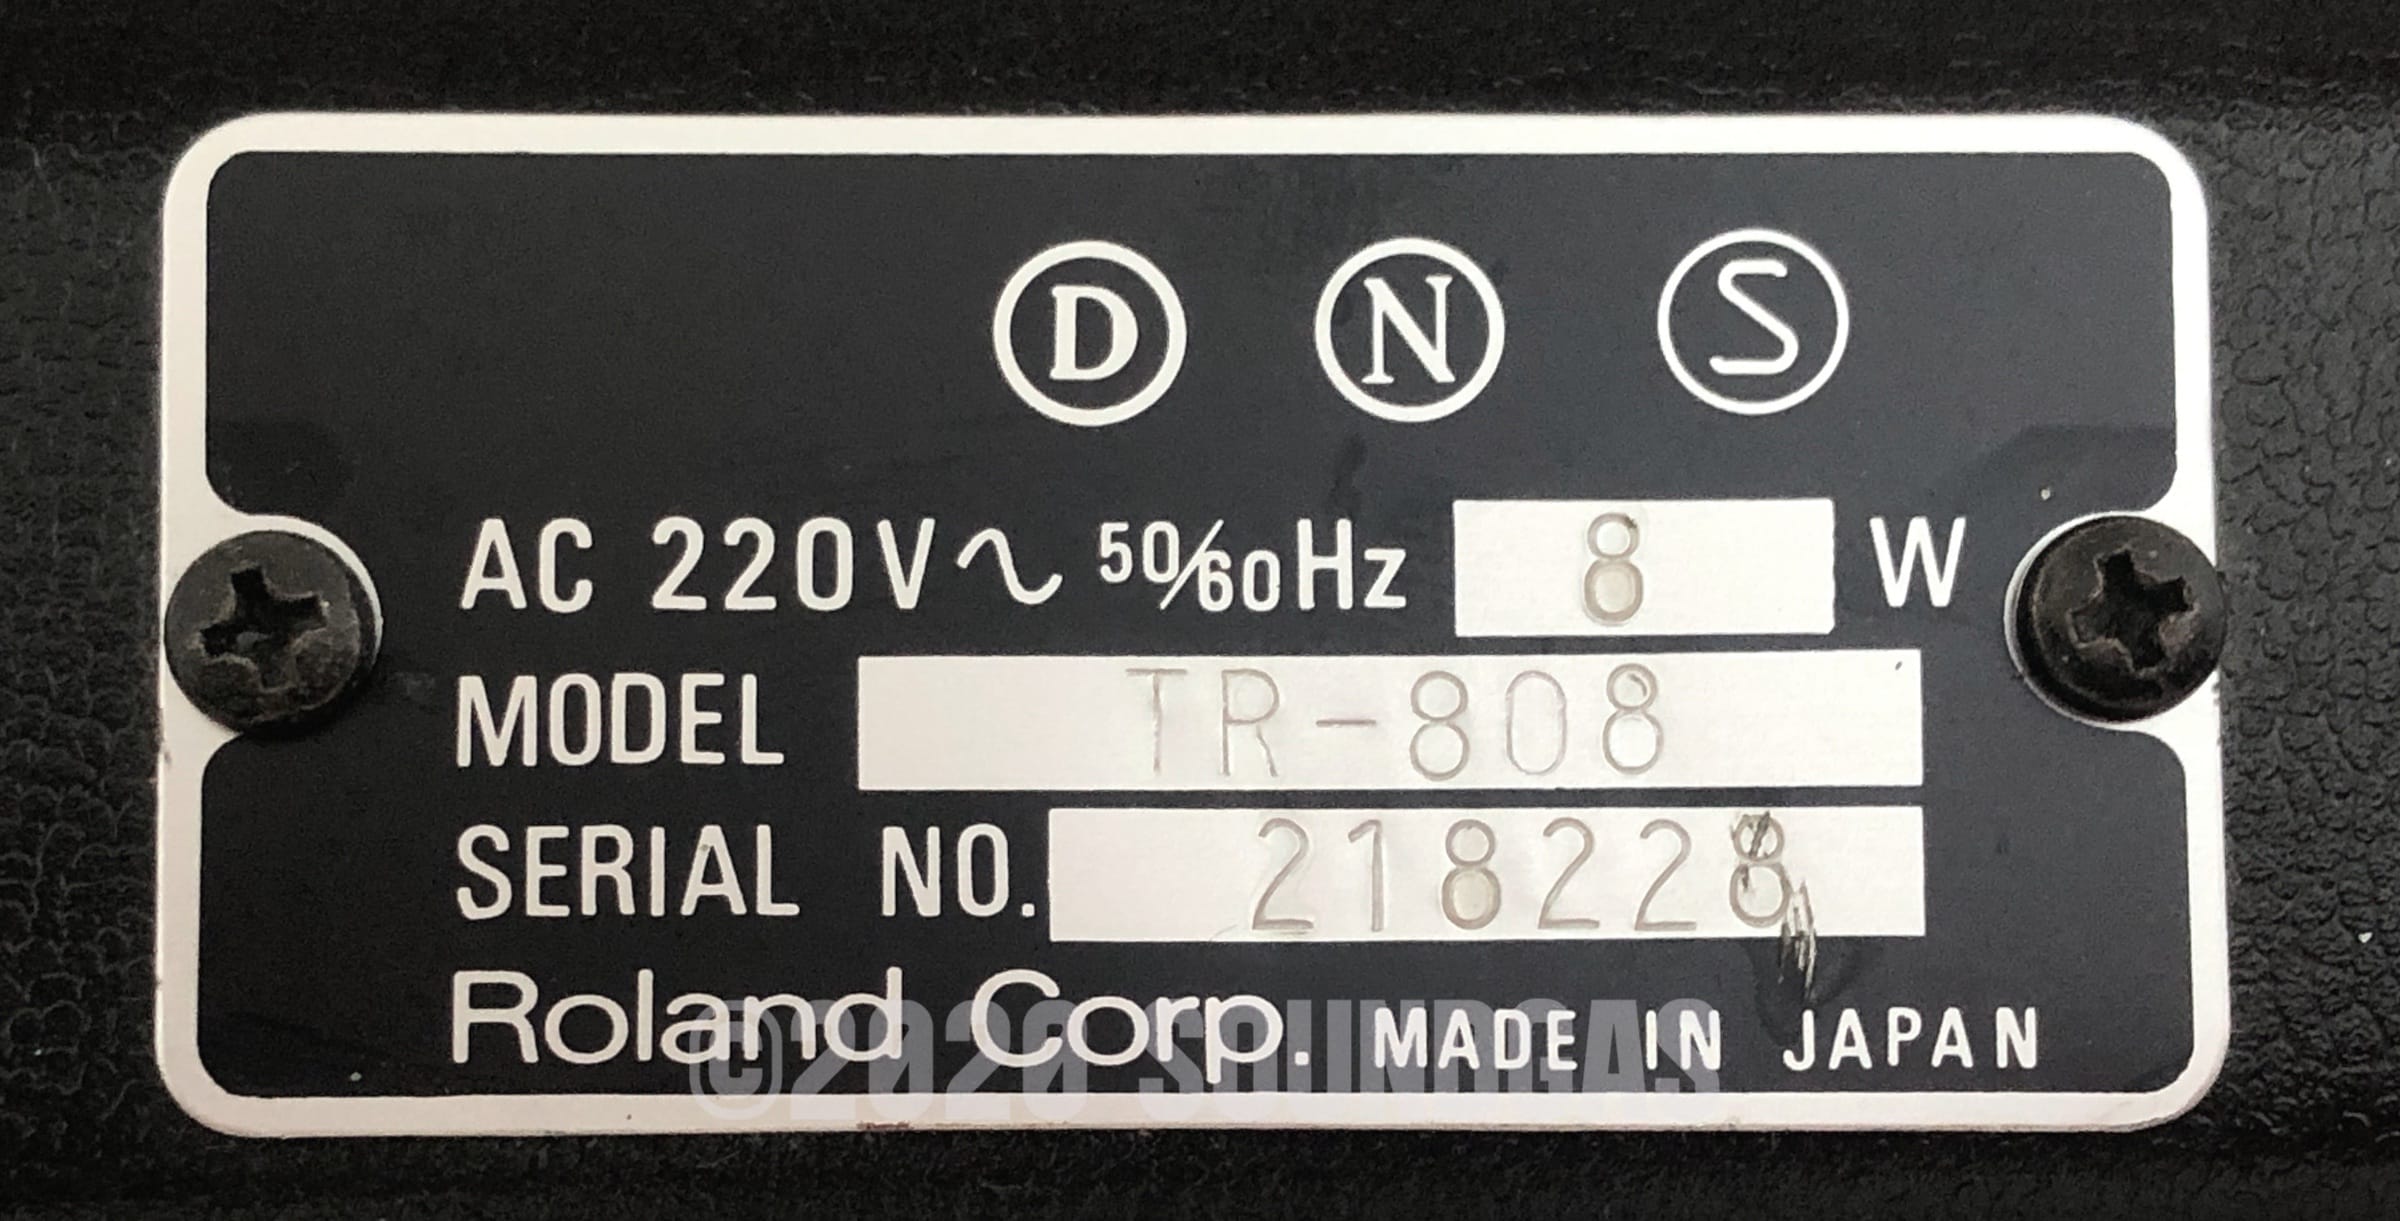 D N S
AC 220V~ 50/60Hz 8 W
MODEL TR-808
SERIAL NO. 218228
Roland Corp. MADE IN JAPAN
©2020 SOUNDGAS